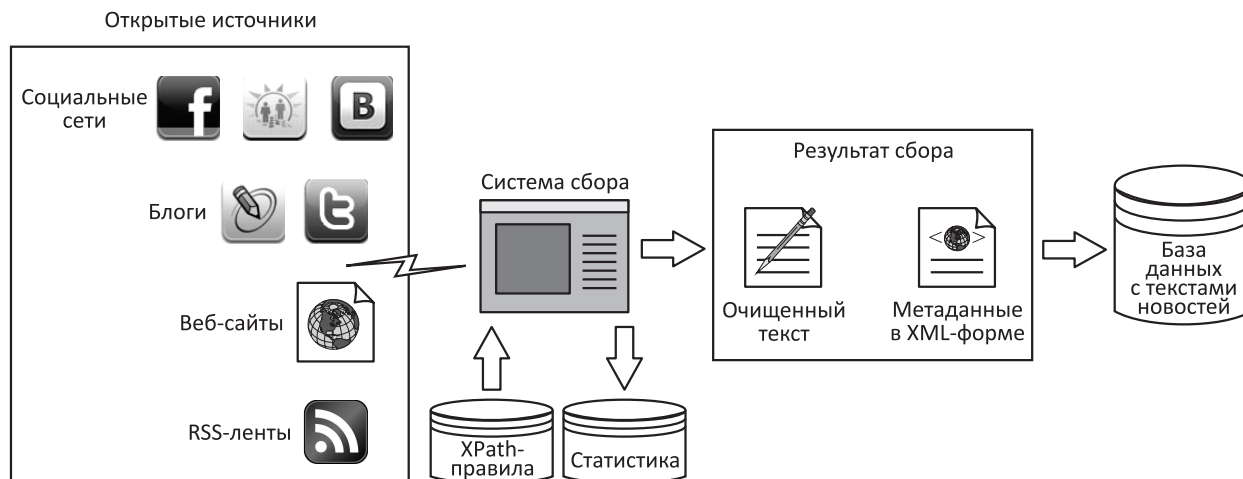 Открытые источники
Социальные
сети
f
B
Блоги
t
Веб-сайты
RSS-ленты
Система сбора
XPath-
правила
Статистика
Результат сбора
Очищенный
текст
< >
Метаданные
в XML-форме
База
данных
с текстами
новостей